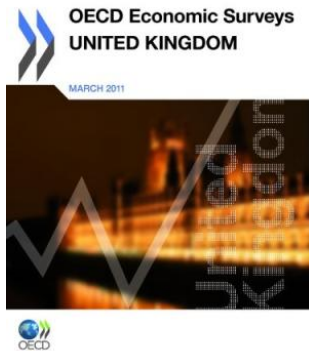 OECD Economic Surveys
UNITED KINGDOM
MARCH 2011
United
Kingdom
OECD